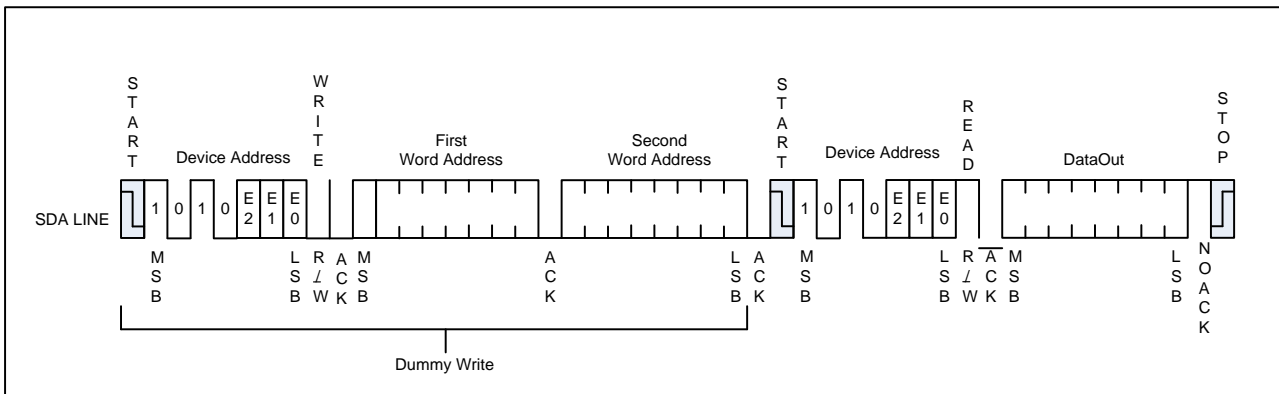 START
WRITE
START
READ
STOP
Device Address
First
Word Address
Second
Word Address
Device Address
DataOut
SDA LINE
1 0 1 0 E2 E1 E0
1 0 1 0 E2 E1 E0
MSB
LSB
R/W
ACK
MSB
ACK
LSB
ACK
MSB
LSB
R/W
ACK
MSB
LSB
NOACK
Dummy Write